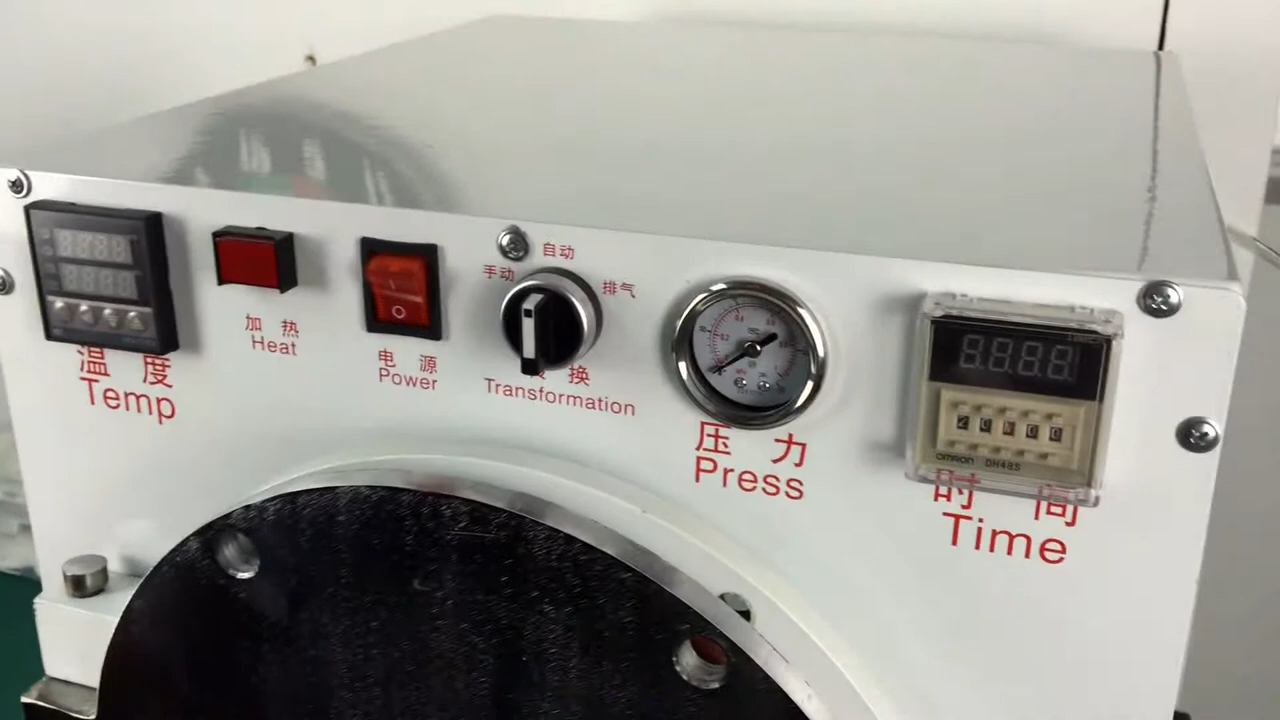 温 度
Temp
加 热
Heat
电 源
Power
手动
自动
排气
换
Transformation
压 力
Press
OMRON DH48S
时 间
Time